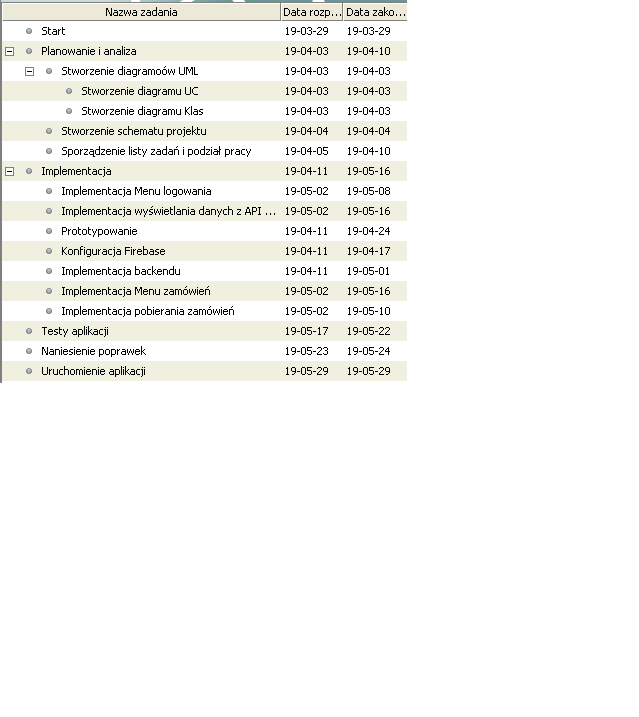 Nazwa zadania Data rozp... Data zako...
Start 19-03-29 19-03-29
Planowanie i analiza 19-04-03 19-04-10
Stworzenie diagramoów UML 19-04-03 19-04-03
Stworzenie diagramu UC 19-04-03 19-04-03
Stworzenie diagramu Klas 19-04-03 19-04-03
Stworzenie schematu projektu 19-04-04 19-04-04
Sporządzenie listy zadań i podział pracy 19-04-05 19-04-10
Implementacja 19-04-11 19-05-16
Implementacja Menu logowania 19-05-02 19-05-08
Implementacja wyświetlania danych z API ... 19-05-02 19-05-16
Prototypowanie 19-04-11 19-04-24
Konfiguracja Firebase 19-04-11 19-04-17
Implementacja backendu 19-04-11 19-05-01
Implementacja Menu zamówień 19-05-02 19-05-16
Implementacja pobierania zamówień 19-05-02 19-05-10
Testy aplikacji 19-05-17 19-05-22
Naniesienie poprawek 19-05-23 19-05-24
Uruchomienie aplikacji 19-05-29 19-05-29